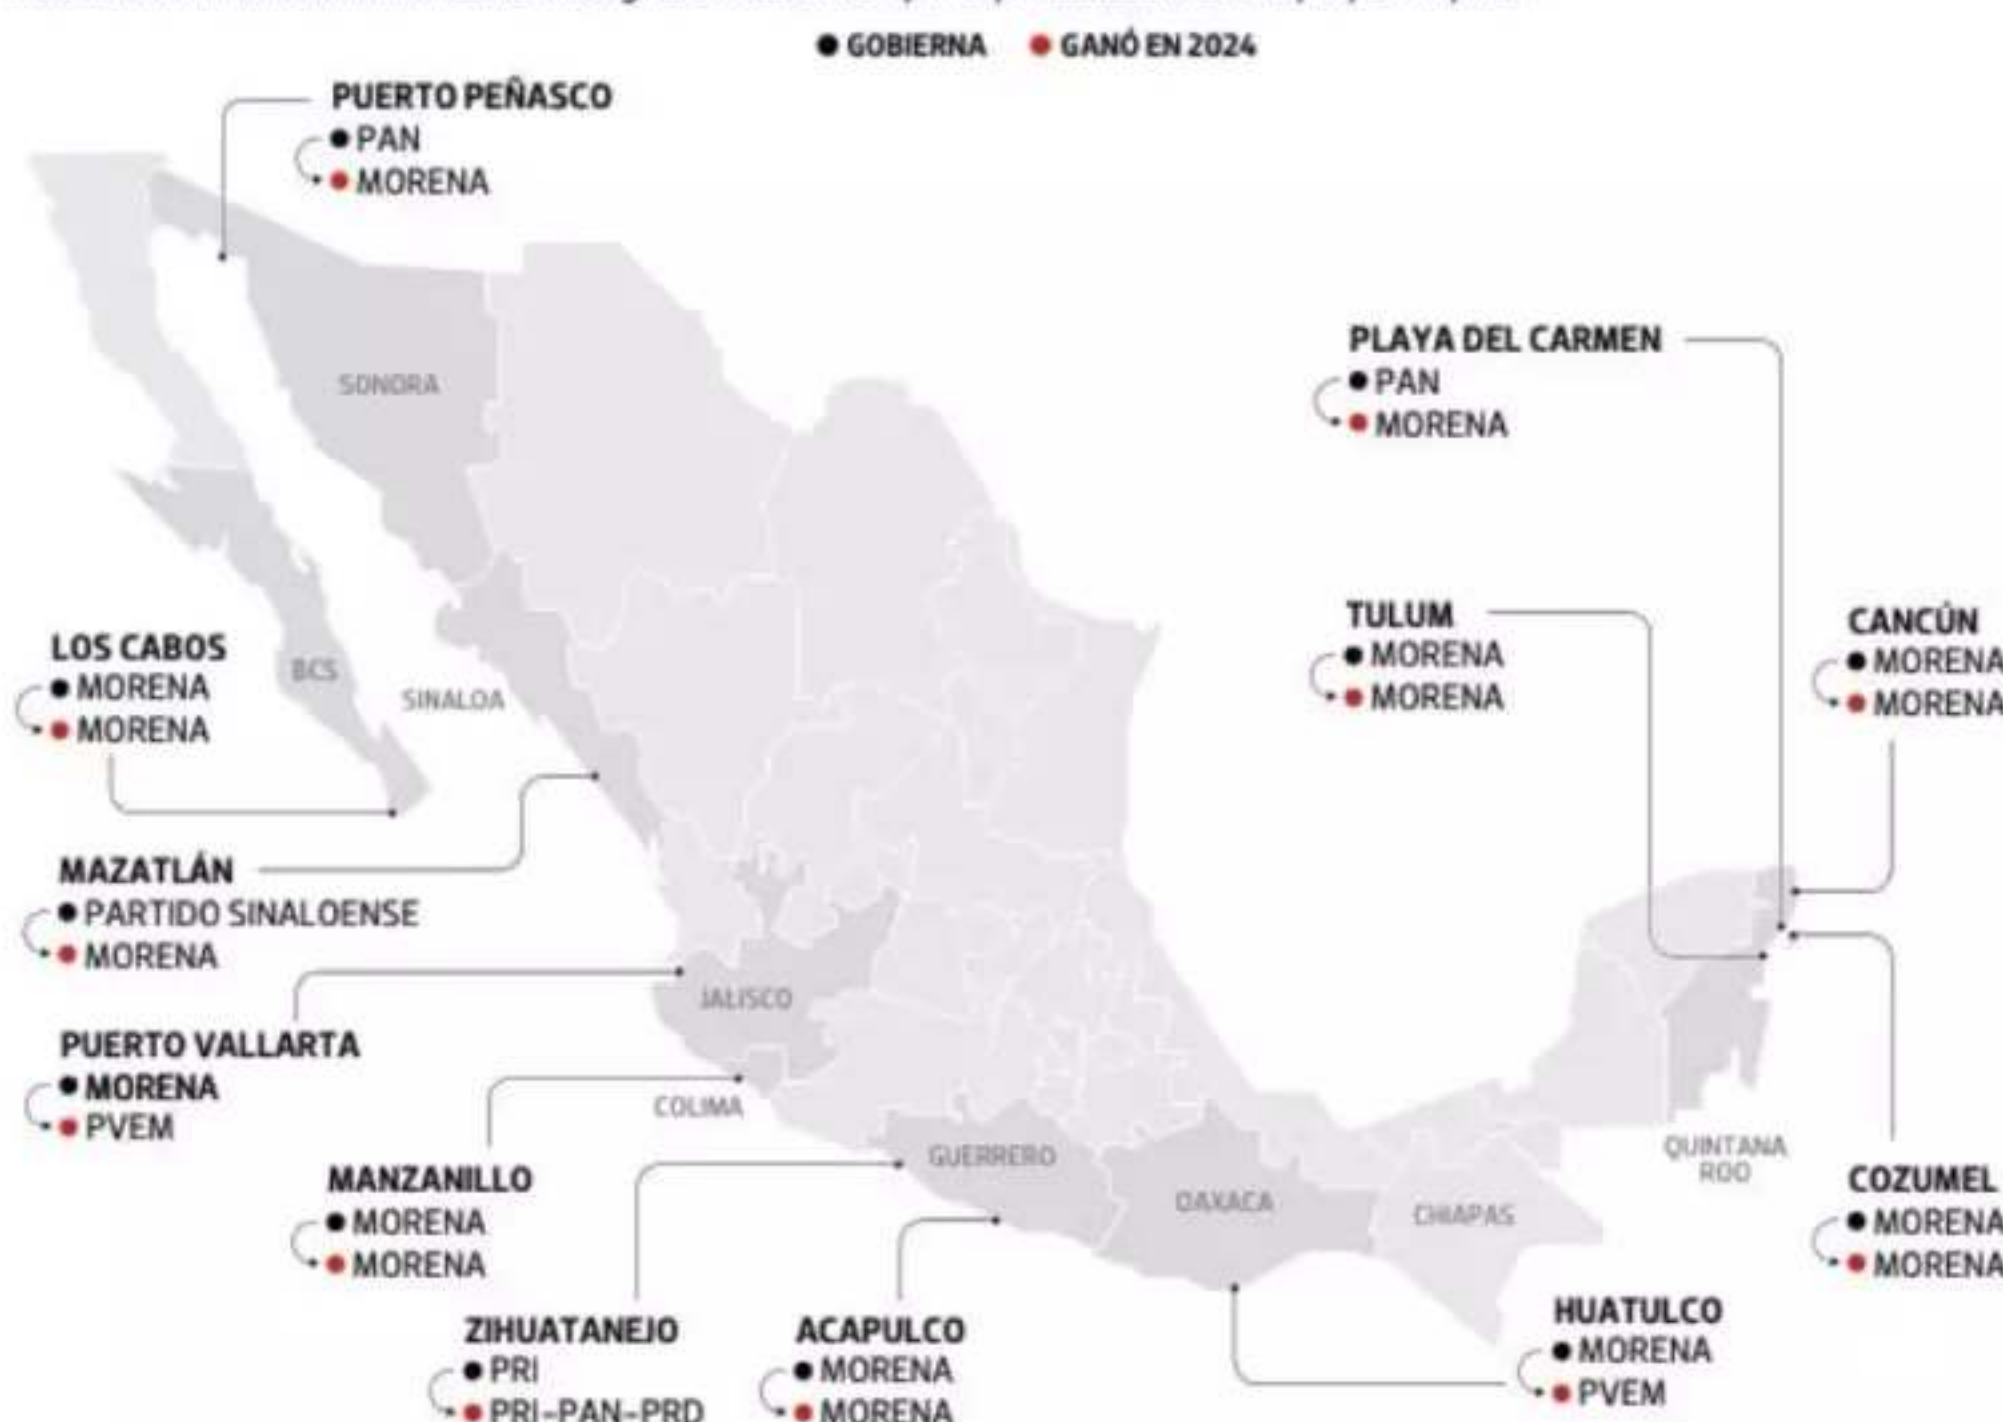 ● GOBIERNA ● GANÓ EN 2024
PUERTO PEÑASCO
● PAN
● MORENA
SONORA
PLAYA DEL CARMEN
● PAN
● MORENA
TULUM
● MORENA
● MORENA
CANCÚN
● MORENA
● MORENA
LOS CABOS
● MORENA
● MORENA
BCS
SINALOA
MAZATLÁN
● PARTIDO SINALOENSE
● MORENA
JALISCO
PUERTO VALLARTA
● MORENA
● PVEM
COLIMA
MANZANILLO
● MORENA
● MORENA
GUERRERO
OAXACA
CHIAPAS
QUINTANA
ROO
COZUMEL
● MORENA
● MORENA
ZIHUATANEJO
● PRI
● PRI-PAN-PRD
ACAPULCO
● MORENA
● MORENA
HUATULCO
● MORENA
● PVEM